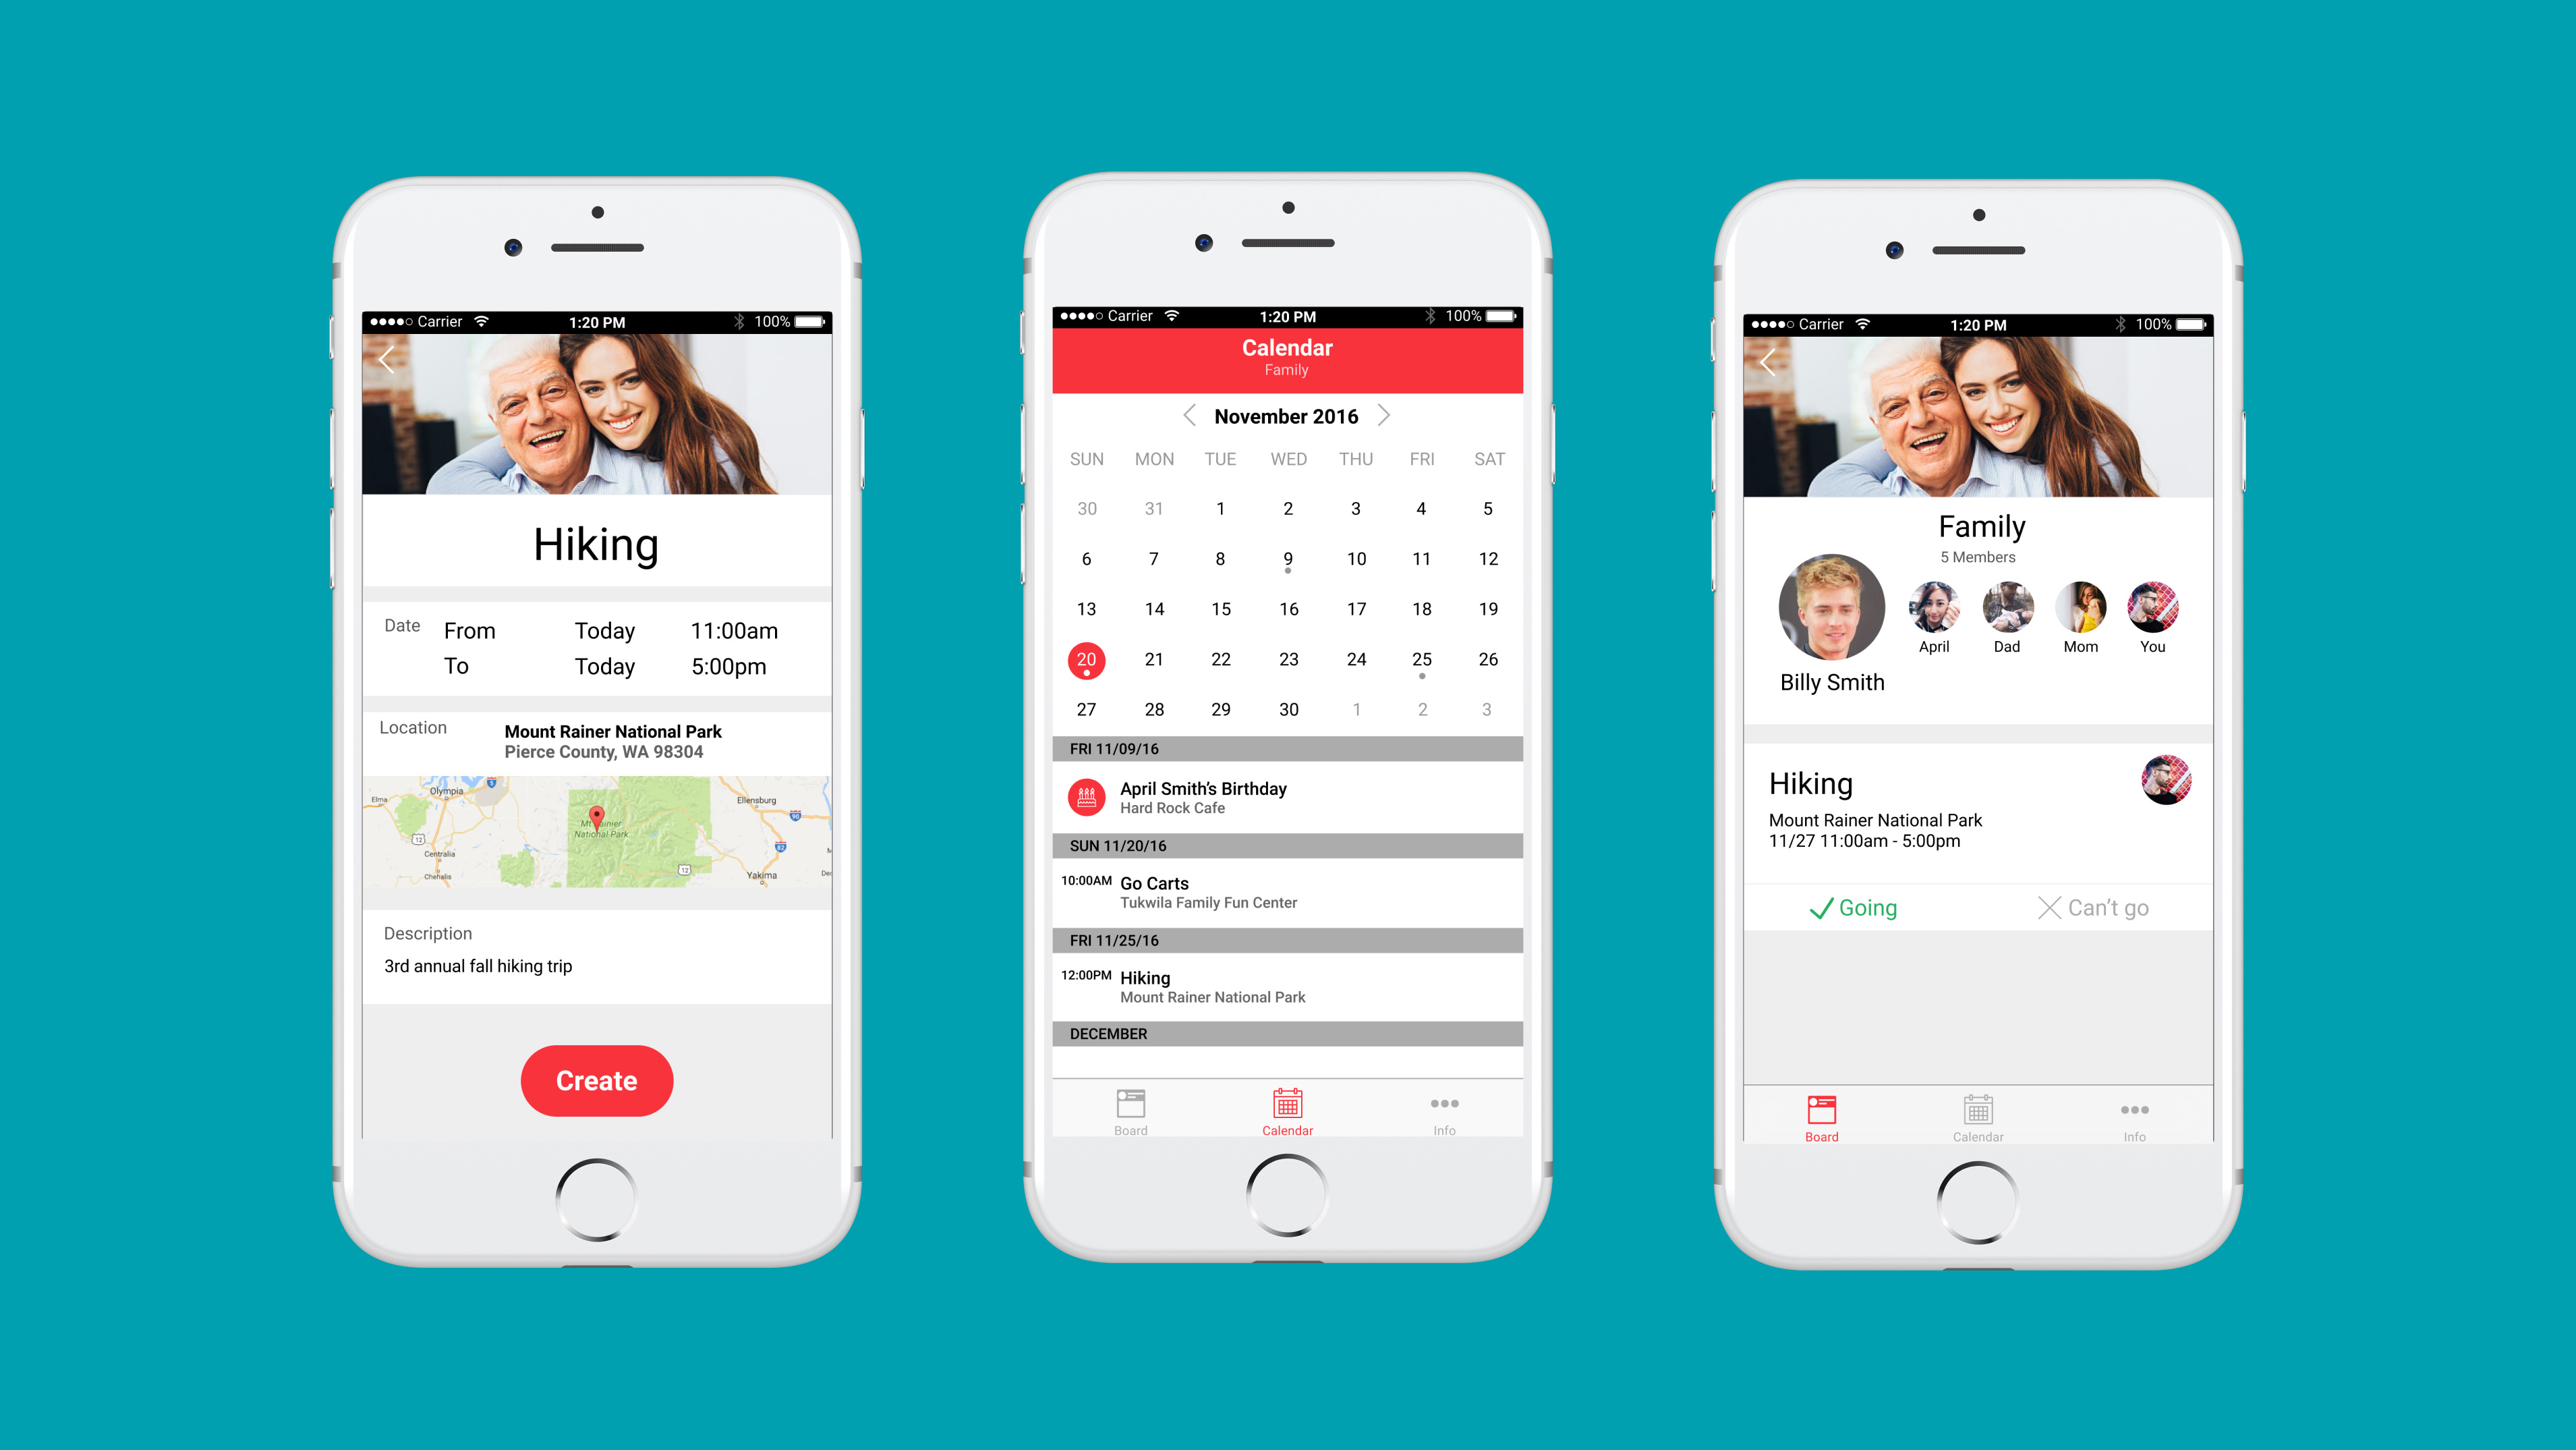 Carrier 1:20 PM 100%
Hiking
Date From Today 11:00am
To Today 5:00pm
Location Mount Rainer National Park
Pierce County, WA 98304
Olympia
5
Elma
Ellensburg
90
Mt Rainier
National Park
12
82
Centralia
12
Chehalis
Yakima
Description
3rd annual fall hiking trip
Create
Carrier 1:20 PM 100%
Calendar
Family
November 2016
SUN MON TUE WED THU FRI SAT
30 31 1 2 3 4 5
6 7 8 9 10 11 12
13 14 15 16 17 18 19
20 21 22 23 24 25 26
27 28 29 30 1 2 3
FRI 11/09/16
April Smith's Birthday
Hard Rock Cafe
SUN 11/20/16
10:00AM Go Carts
Tukwila Family Fun Center
FRI 11/25/16
12:00PM Hiking
Mount Rainer National Park
DECEMBER
Board Calendar Info
Carrier 1:20 PM 100%
Family
5 Members
April Dad Mom You
Billy Smith
Hiking
Mount Rainer National Park
11/27 11:00am - 5:00pm
Going Can't go
Board Calendar Info